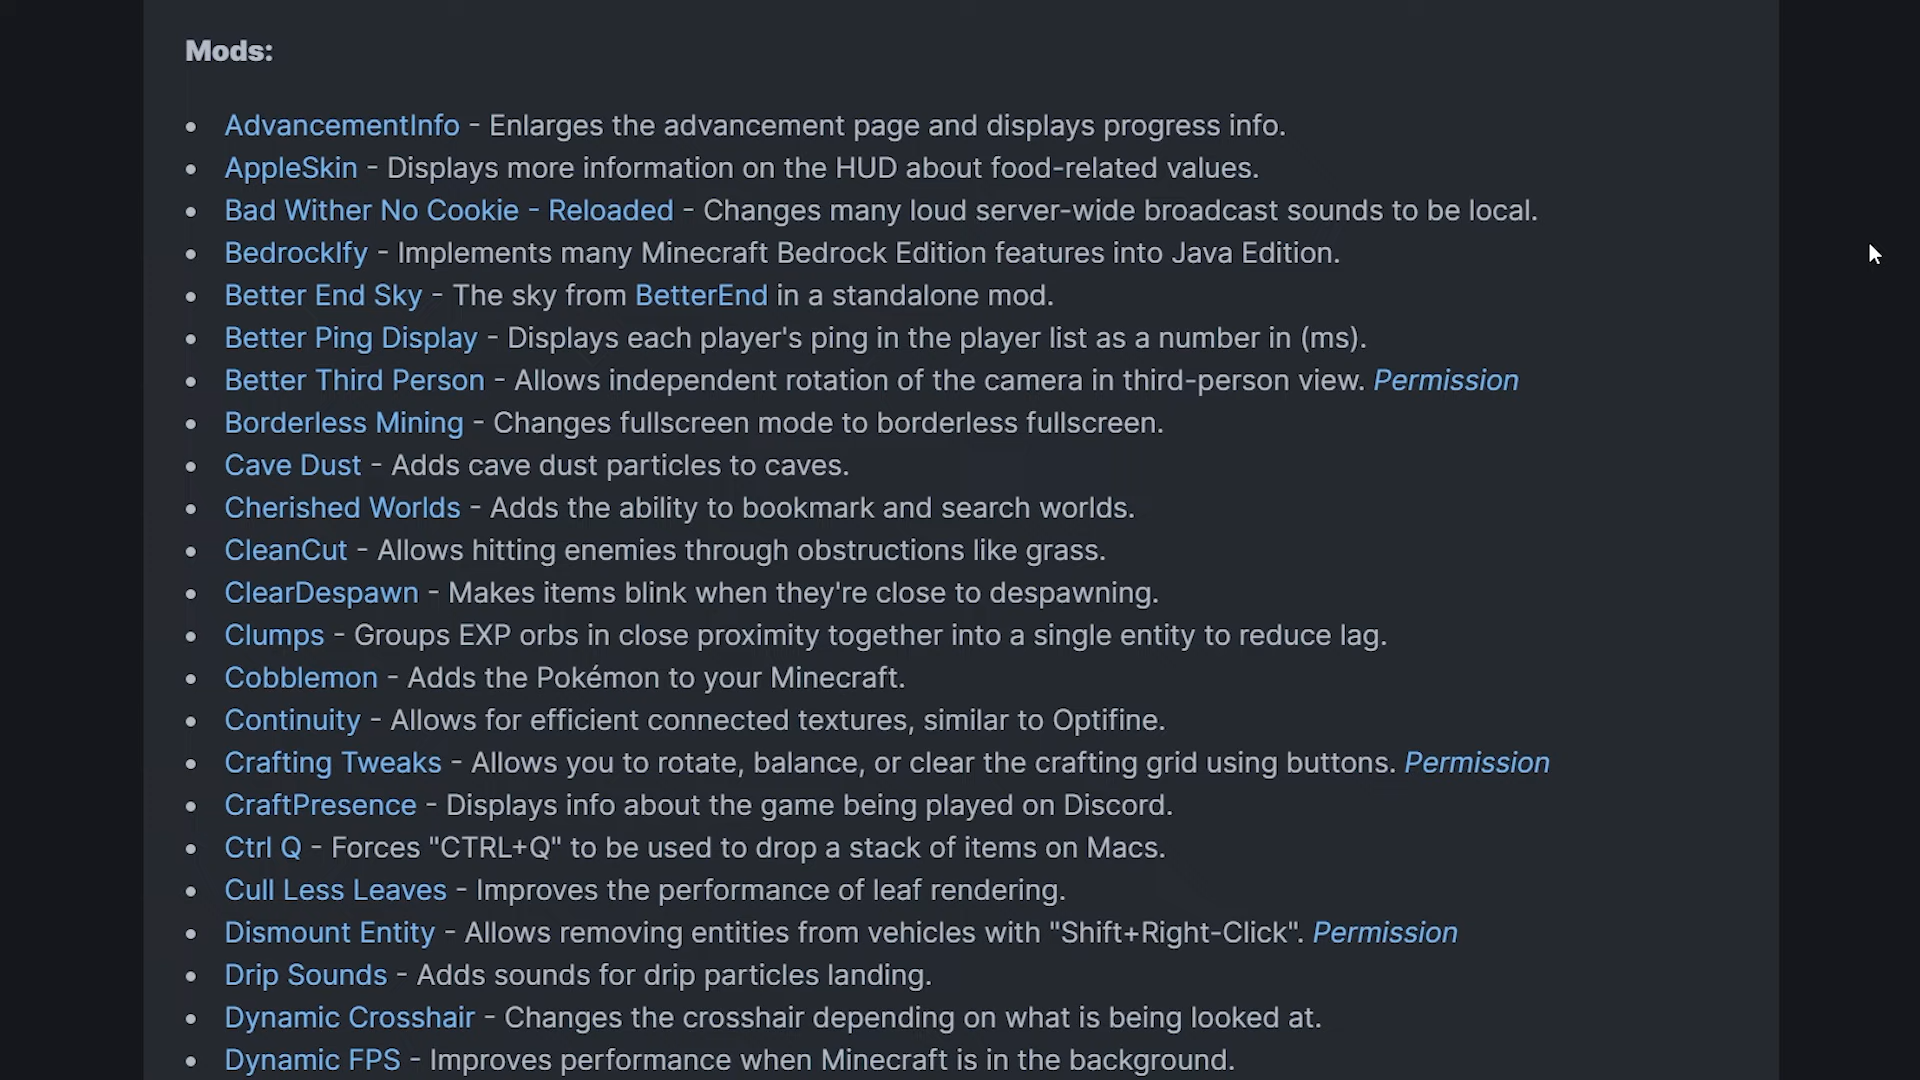 Mods:
AdvancementInfo - Enlarges the advancement page and displays progress info.
AppleSkin - Displays more information on the HUD about food-related values.
Bad Wither No Cookie - Reloaded - Changes many loud server-wide broadcast sounds to be local.
BedrockIfy - Implements many Minecraft Bedrock Edition features into Java Edition.
Better End Sky - The sky from BetterEnd in a standalone mod.
Better Ping Display - Displays each player's ping in the player list as a number in (ms).
Better Third Person - Allows independent rotation of the camera in third-person view. Permission
Borderless Mining - Changes fullscreen mode to borderless fullscreen.
Cave Dust - Adds cave dust particles to caves.
Cherished Worlds - Adds the ability to bookmark and search worlds.
CleanCut - Allows hitting enemies through obstructions like grass.
ClearDespawn - Makes items blink when they're close to despawning.
Clumps - Groups EXP orbs in close proximity together into a single entity to reduce lag.
Cobblemon - Adds the Pokémon to your Minecraft.
Continuity - Allows for efficient connected textures, similar to Optifine.
Crafting Tweaks - Allows you to rotate, balance, or clear the crafting grid using buttons. Permission
CraftPresence - Displays info about the game being played on Discord.
Ctrl Q - Forces "CTRL+Q" to be used to drop a stack of items on Macs.
Cull Less Leaves - Improves the performance of leaf rendering.
Dismount Entity - Allows removing entities from vehicles with "Shift+Right-Click". Permission
Drip Sounds - Adds sounds for drip particles landing.
Dynamic Crosshair - Changes the crosshair depending on what is being looked at.
Dynamic FPS - Improves performance when Minecraft is in the background.